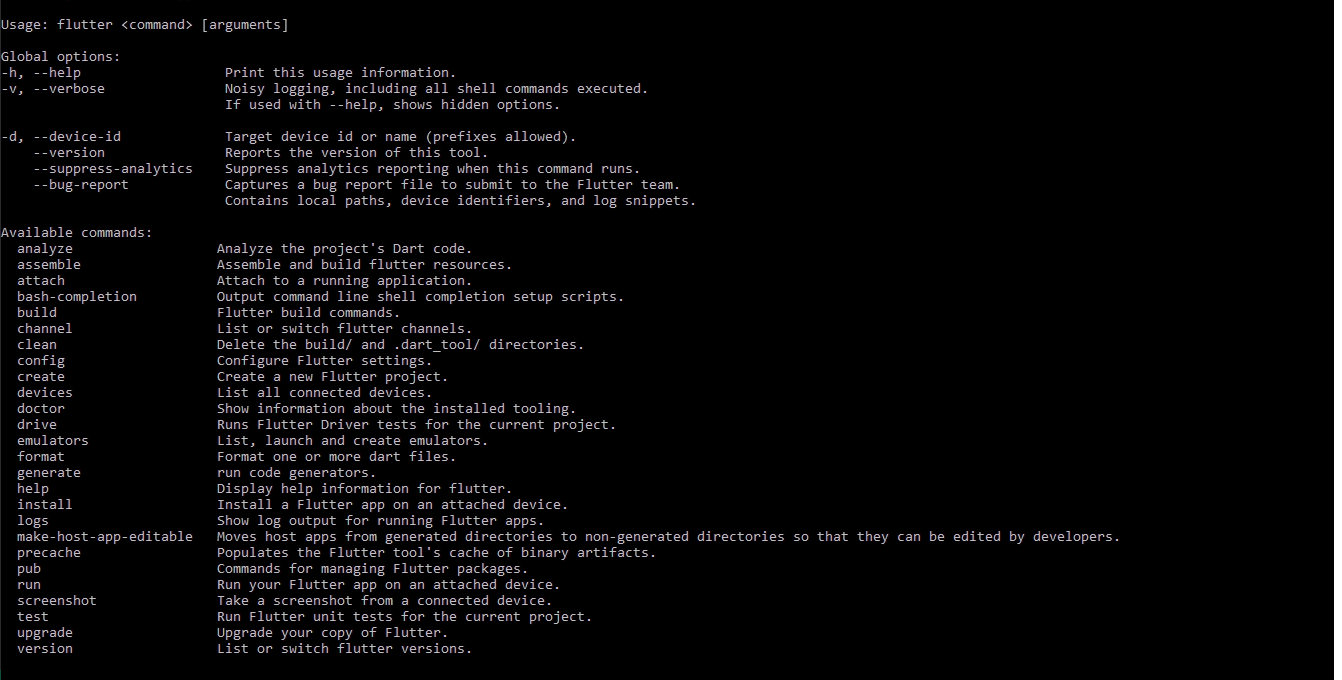 Usage: flutter <command> [arguments]
Global options:
-h, --help                  Print this usage information.
-v, --verbose               Noisy logging, including all shell commands executed.
                            If used with --help, shows hidden options.
-d, --device-id             Target device id or name (prefixes allowed).
    --version               Reports the version of this tool.
    --suppress-analytics    Suppress analytics reporting when this command runs.
    --bug-report            Captures a bug report file to submit to the Flutter team.
                            Contains local paths, device identifiers, and log snippets.
Available commands:
  analyze                  Analyze the project's Dart code.
  assemble                 Assemble and build flutter resources.
  attach                   Attach to a running application.
  bash-completion          Output command line shell completion setup scripts.
  build                    Flutter build commands.
  channel                  List or switch flutter channels.
  clean                    Delete the build/ and .dart_tool/ directories.
  config                   Configure Flutter settings.
  create                   Create a new Flutter project.
  devices                  List all connected devices.
  doctor                   Show information about the installed tooling.
  drive                    Runs Flutter Driver tests for the current project.
  emulators                List, launch and create emulators.
  format                   Format one or more dart files.
  generate                 run code generators.
  help                     Display help information for flutter.
  install                  Install a Flutter app on an attached device.
  logs                     Show log output for running Flutter apps.
  make-host-app-editable   Moves host apps from generated directories to non-generated directories so that they can be edited by developers.
  precache                 Populates the Flutter tool's cache of binary artifacts.
  pub                      Commands for managing Flutter packages.
  run                      Run your Flutter app on an attached device.
  screenshot               Take a screenshot from a connected device.
  test                     Run Flutter unit tests for the current project.
  upgrade                  Upgrade your copy of Flutter.
  version                  List or switch flutter versions.